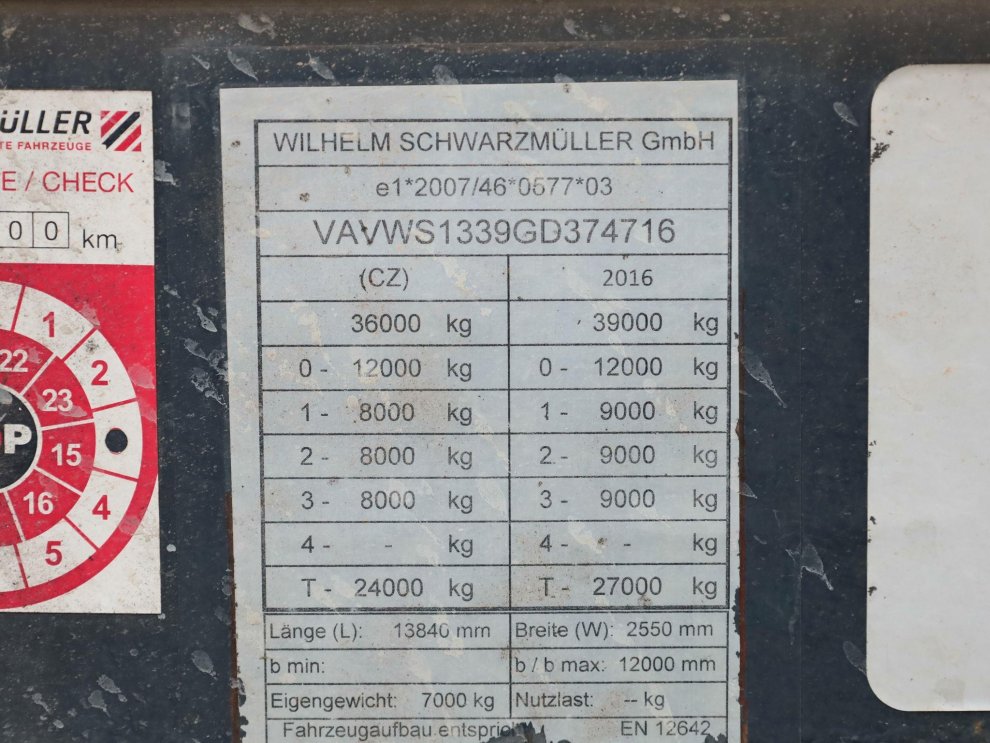 ÜLLER
TE FAHRZEUGE
E / CHECK
0 0 km
1
2
4
5
22
23
15
16
OP
WILHELM SCHWARZMÜLLER GmbH
e1*2007/46*0577*03
VAVWS1339GD374716
(CZ) 2016
36000 kg 39000 kg
0 - 12000 kg 0 - 12000 kg
1 - 8000 kg 1 - 9000 kg
2 - 8000 kg 2 - 9000 kg
3 - 8000 kg 3 - 9000 kg
4 - - kg 4 - - kg
T - 24000 kg T - 27000 kg
Länge (L): 13840 mm Breite (W): 2550 mm
b min: b / b max: 12000 mm
Eigengewicht: 7000 kg Nutzlast: -- kg
Fahrzeugaufbau EN 12642